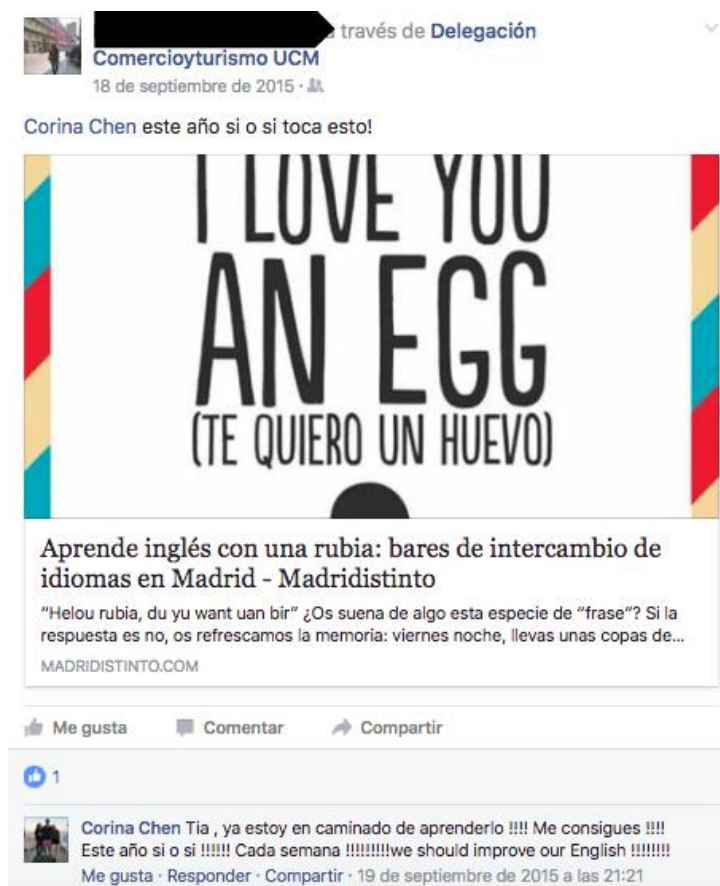 través de Delegación
Comercioyturismo UCM
18 de septiembre de 2015 ·
Corina Chen este año si o si toca esto!
I LOVE YOU
AN EGG
(TE QUIERO UN HUEVO)
Aprende inglés con una rubia: bares de intercambio de
idiomas en Madrid - Madridistinto
"Helou rubia, du yu want uan bir" ¿Os suena de algo esta especie de "frase"? Si la
respuesta es no, os refrescamos la memoria: viernes noche, llevas unas copas de...
MADRIDISTINTO.COM
Me gusta Comentar Compartir
1
Corina Chen Tia , ya estoy en caminado de aprenderlo !!!! Me consigues !!!!
Este año si o si !!!!!! Cada semana !!!!!!!!!we should improve our English !!!!!!!!
Me gusta · Responder · Compartir · 19 de septiembre de 2015 a las 21:21